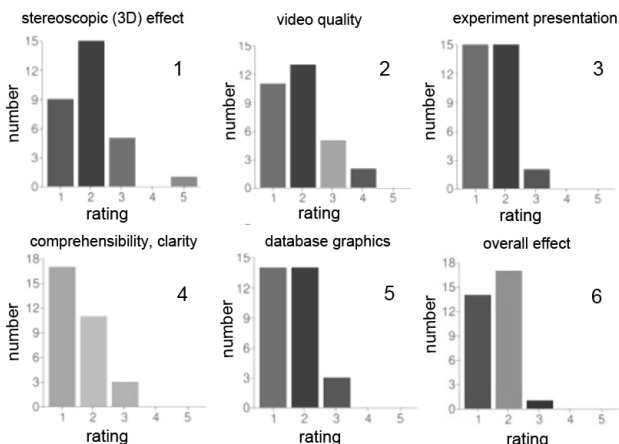 stereoscopic (3D) effect
video quality
experiment presentation
15
12
9
6
3
0
number
1
1 2 3 4 5
rating
15
12
9
6
3
0
number
2
1 2 3 4 5
rating
15
12
9
6
3
0
number
3
1 2 3 4 5
rating
comprehensibility, clarity
database graphics
overall effect
18
15
12
9
6
3
0
number
4
1 2 3 4 5
rating
15
12
9
6
3
0
number
5
1 2 3 4 5
rating
18
15
12
9
6
3
0
number
6
1 2 3 4 5
rating